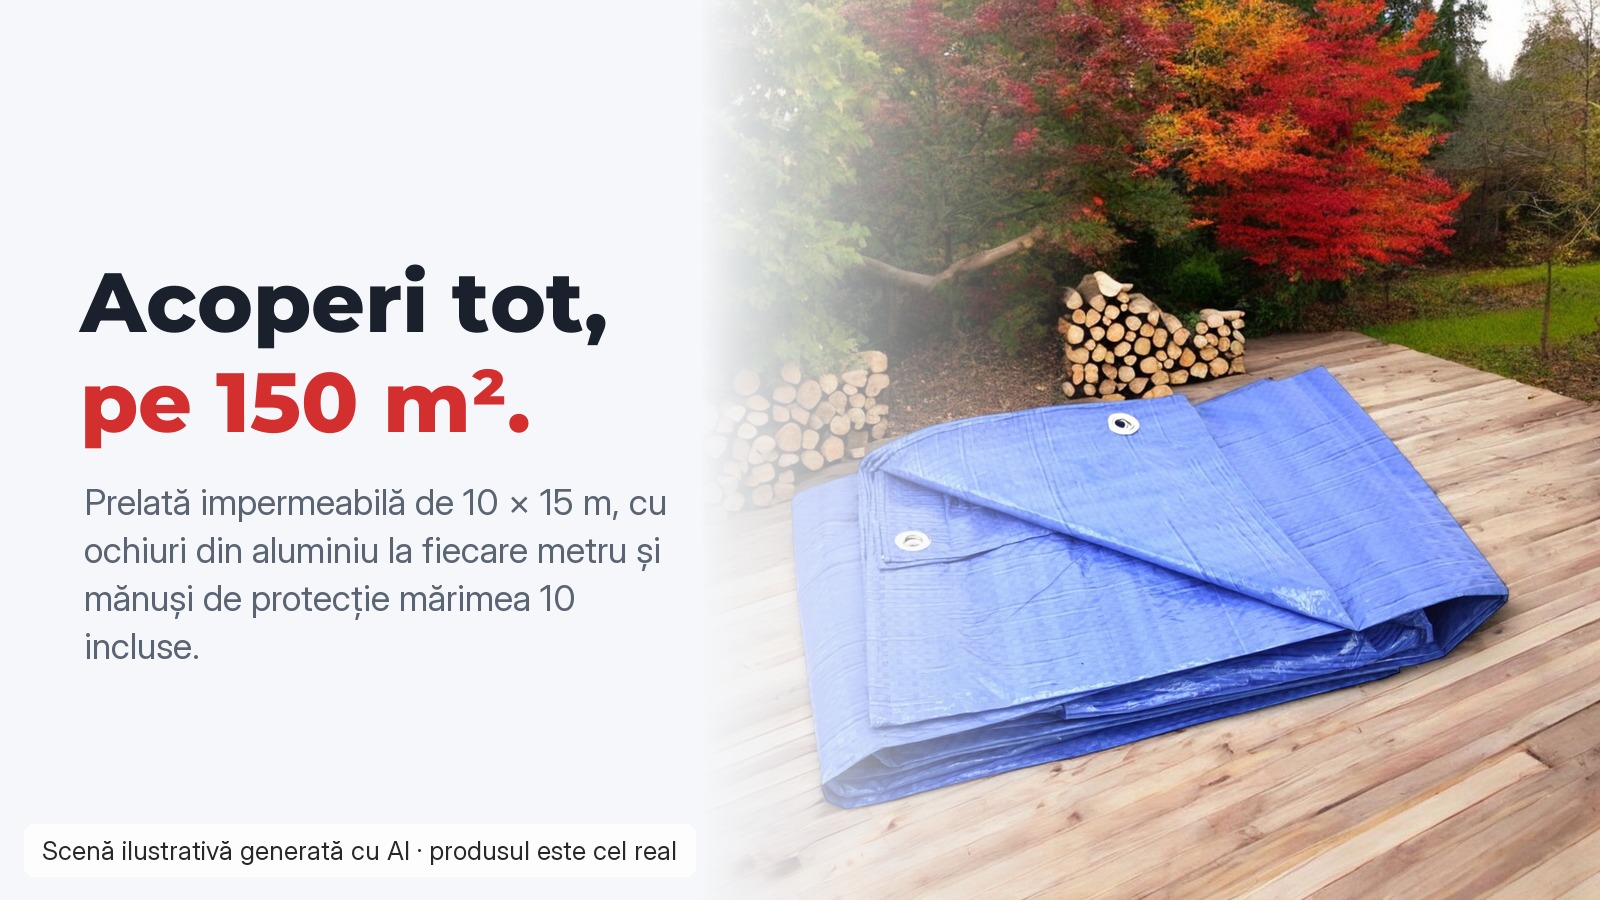 Acoperi tot,
pe 150 m².
Prelată impermeabilă de 10 × 15 m, cu
ochiuri din aluminiu la fiecare metru și
mănuși de protecție mărimea 10
incluse.
Scenă ilustrativă generată cu AI · produsul este cel real